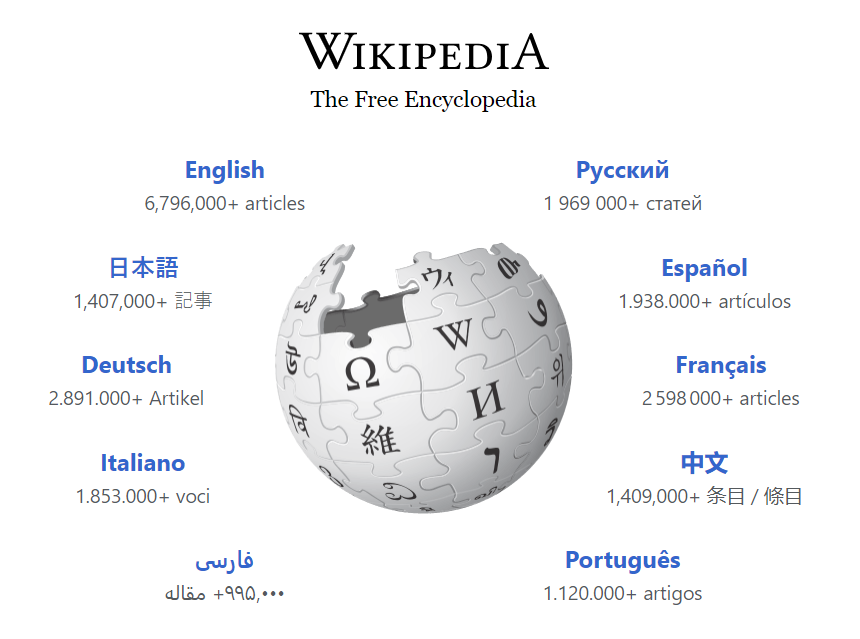 WIKIPEDIA
The Free Encyclopedia
English
6,796,000+ articles
Русский
1 969 000+ статей
日本語
1,407,000+ 記事
Español
1.938.000+ artículos
Deutsch
2.891.000+ Artikel
Français
2 598 000+ articles
Italiano
1.853.000+ voci
中文
1,409,000+ 条目 / 條目
فارسی
۹۹۵٬۰۰۰+ مقاله
Português
1.120.000+ artigos
ウィ
W
Ω
И
維